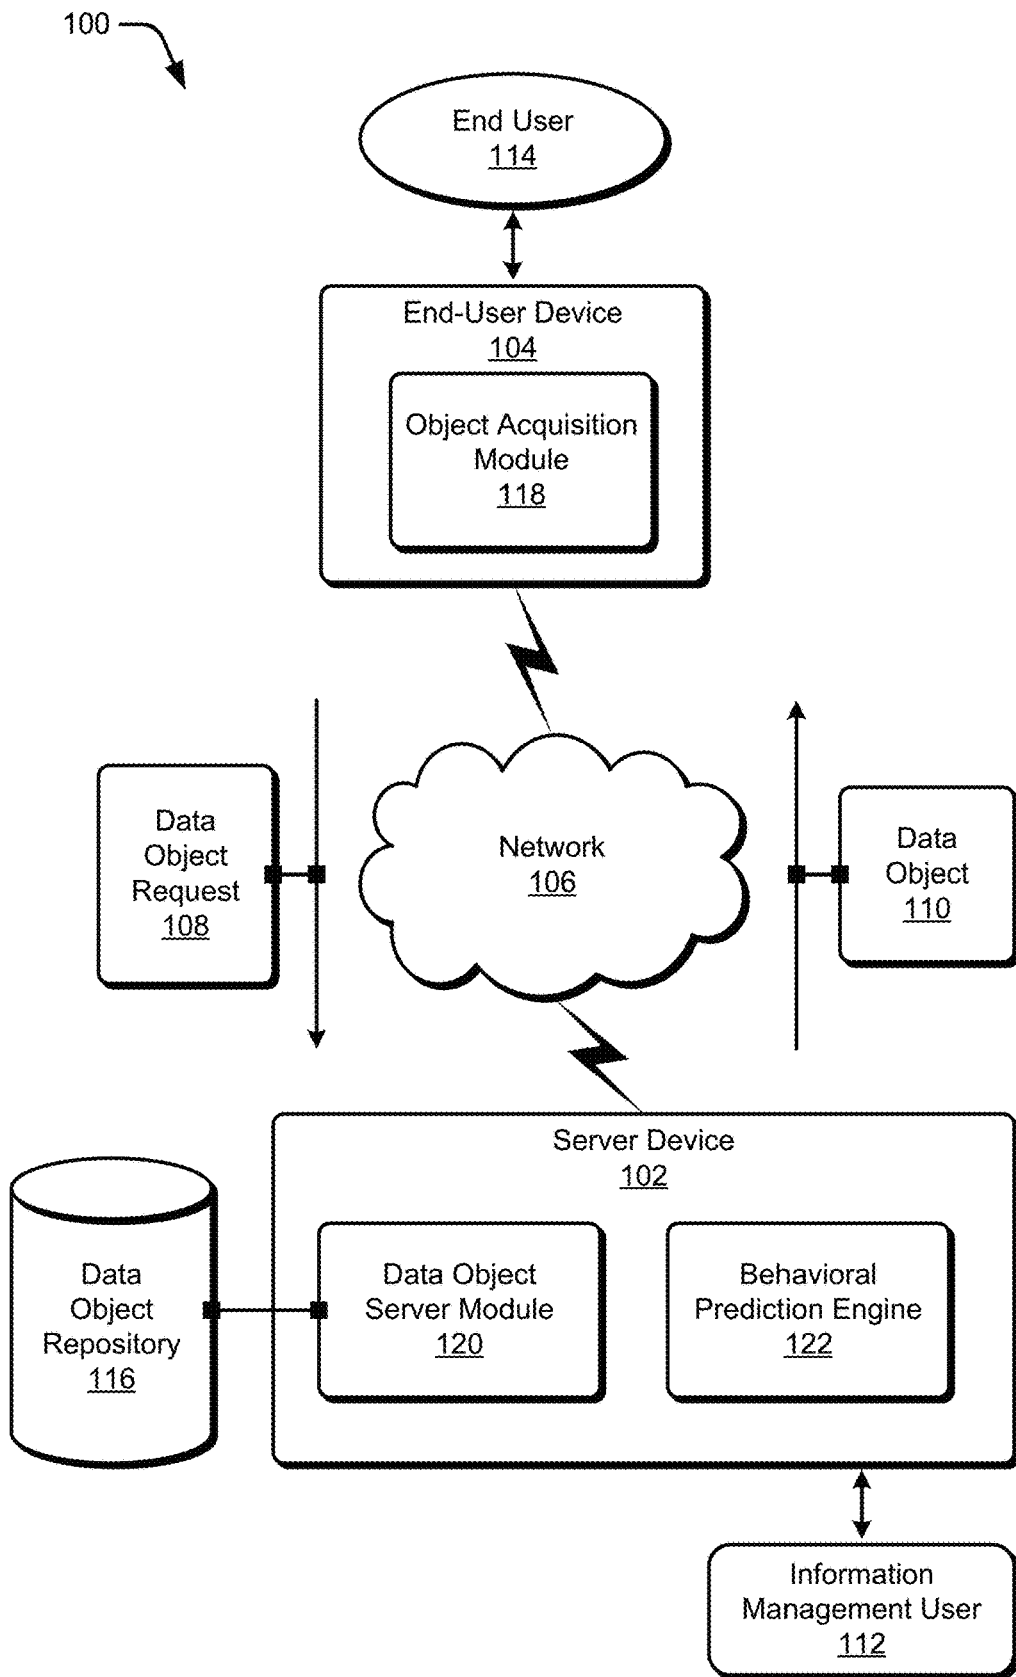 100
End User
114
End-User Device
104
Object Acquisition
Module
118
Data
Object
Request
108
Network
106
Data
Object
110
Server Device
102
Data
Object
Repository
116
Data Object
Server Module
120
Behavioral
Prediction Engine
122
Information
Management User
112